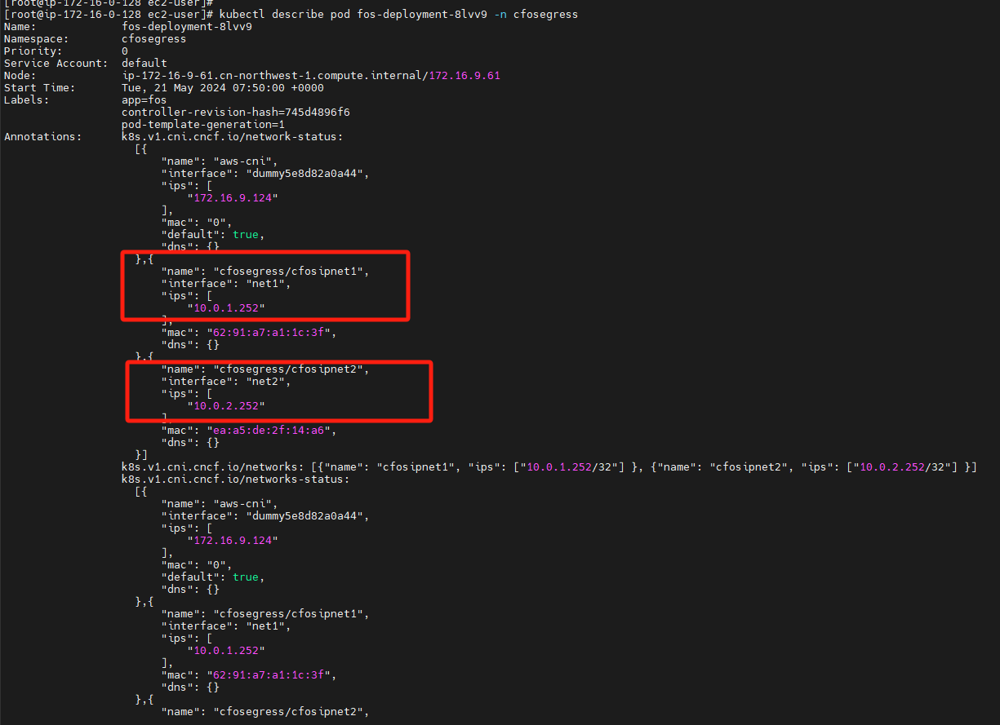 [root@ip-172-16-0-128 ec2-user]#
[root@ip-172-16-0-128 ec2-user]# kubectl describe pod fos-deployment-8lvv9 -n cfosegress
Name:             fos-deployment-8lvv9
Namespace:        cfosegress
Priority:         0
Service Account:  default
Node:             ip-172-16-9-61.cn-northwest-1.compute.internal/172.16.9.61
Start Time:       Tue, 21 May 2024 07:50:00 +0000
Labels:           app=fos
                  controller-revision-hash=745d4896f6
                  pod-template-generation=1
Annotations:      k8s.v1.cni.cncf.io/network-status:
                    [{
                        "name": "aws-cni",
                        "interface": "dummy5e8d82a0a44",
                        "ips": [
                            "172.16.9.124"
                        ],
                        "mac": "0",
                        "default": true,
                        "dns": {}
                    },{
                        "name": "cfosegress/cfosipnet1",
                        "interface": "net1",
                        "ips": [
                            "10.0.1.252"
                        ],
                        "mac": "62:91:a7:a1:1c:3f",
                        "dns": {}
                    },{
                        "name": "cfosegress/cfosipnet2",
                        "interface": "net2",
                        "ips": [
                            "10.0.2.252"
                        ],
                        "mac": "ea:a5:de:2f:14:a6",
                        "dns": {}
                    }]
                  k8s.v1.cni.cncf.io/networks: [{"name": "cfosipnet1", "ips": ["10.0.1.252/32"] }, {"name": "cfosipnet2", "ips": ["10.0.2.252/32"] }]
                  k8s.v1.cni.cncf.io/networks-status:
                    [{
                        "name": "aws-cni",
                        "interface": "dummy5e8d82a0a44",
                        "ips": [
                            "172.16.9.124"
                        ],
                        "mac": "0",
                        "default": true,
                        "dns": {}
                    },{
                        "name": "cfosegress/cfosipnet1",
                        "interface": "net1",
                        "ips": [
                            "10.0.1.252"
                        ],
                        "mac": "62:91:a7:a1:1c:3f",
                        "dns": {}
                    },{
                        "name": "cfosegress/cfosipnet2",